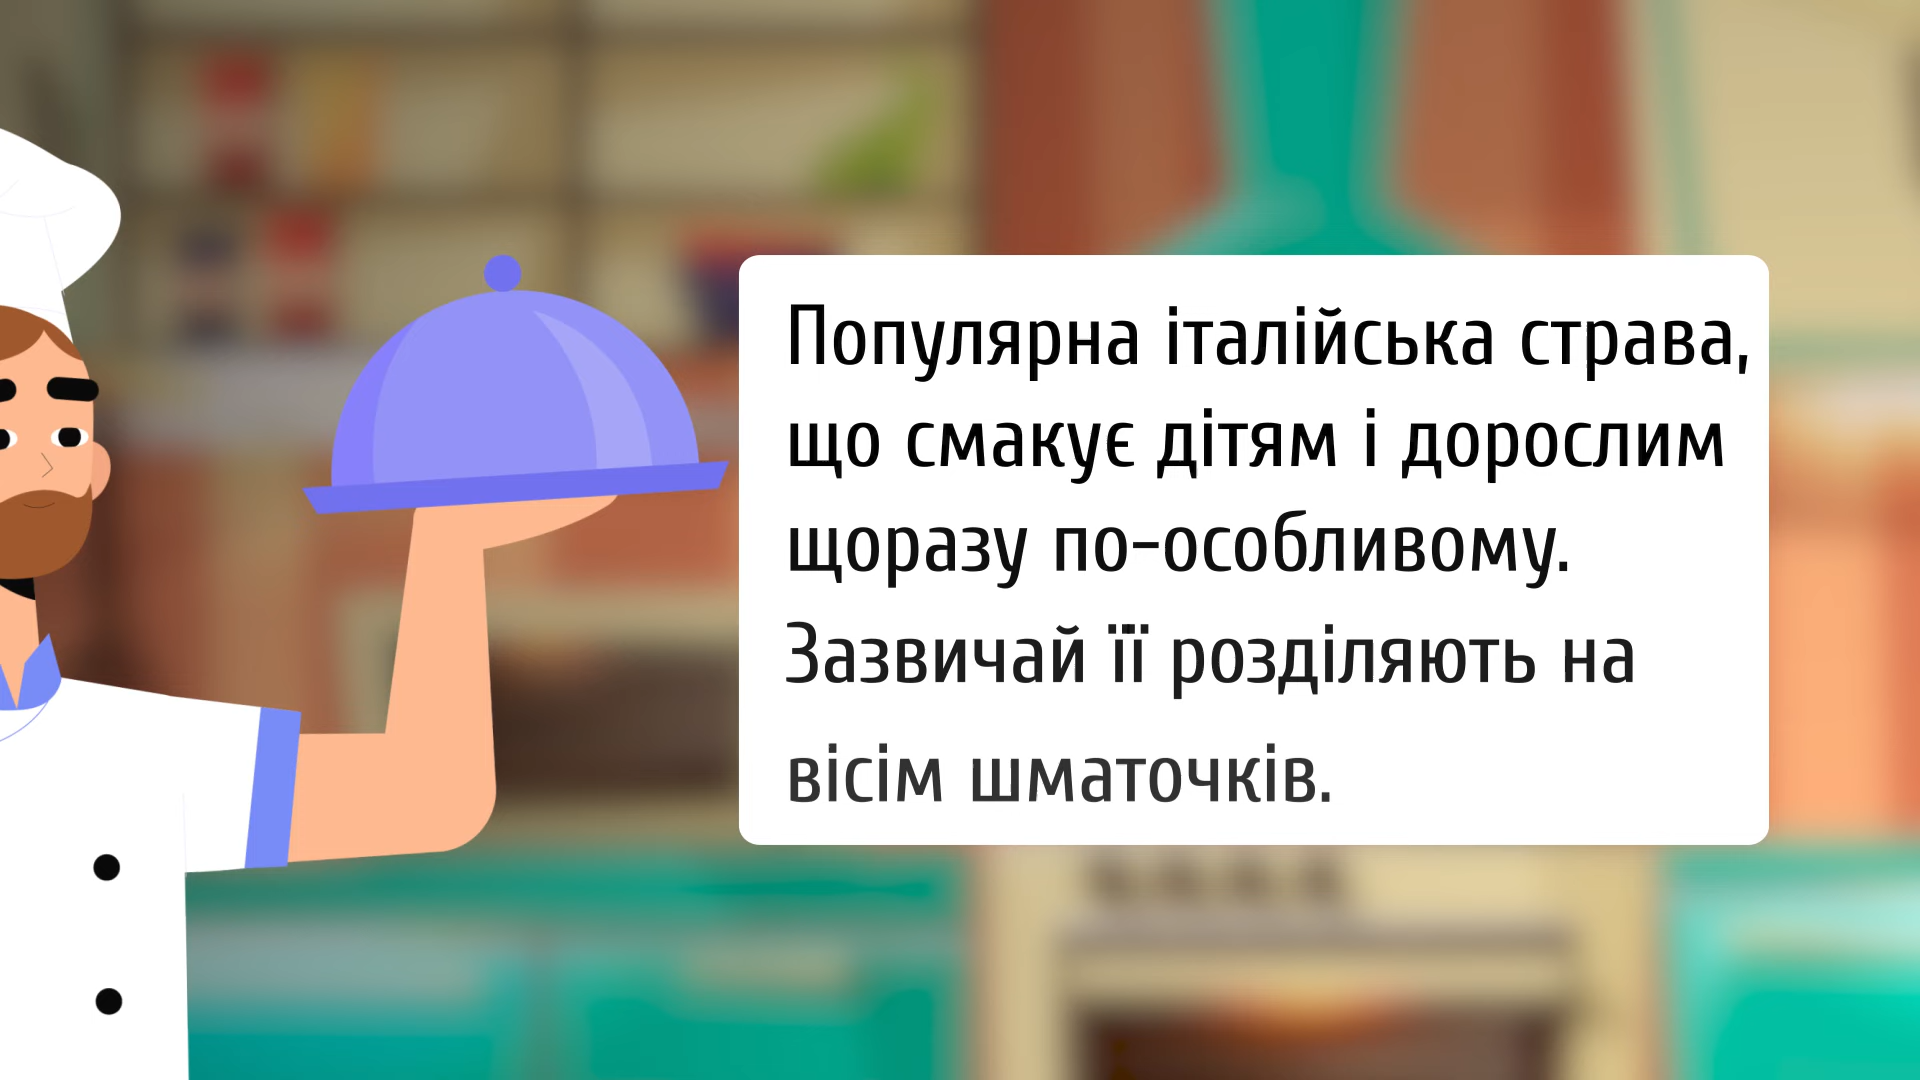 Популярна італійська страва,
що смакує дітям і дорослим
щоразу по-особливому.
Зазвичай її розділяють на
вісім шматочків.